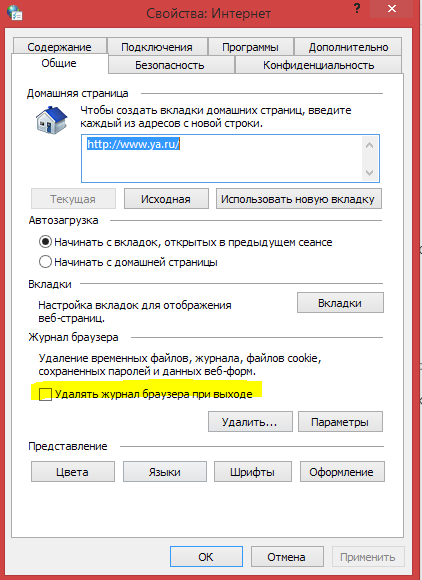 Свойства: Интернет
? ×
Содержание Подключения Программы Дополнительно
Общие Безопасность Конфиденциальность
Домашняя страница
Чтобы создать вкладки домашних страниц, введите
каждый из адресов с новой строки.
http://www.ya.ru/
Текущая Исходная Использовать новую вкладку
Автозагрузка
Начинать с вкладок, открытых в предыдущем сеансе
Начинать с домашней страницы
Вкладки
Настройка вкладок для отображения
веб-страниц.
Вкладки
Журнал браузера
Удаление временных файлов, журнала, файлов cookie,
сохраненных паролей и данных веб-форм.
Удалять журнал браузера при выходе
Удалить... Параметры
Представление
Цвета Языки Шрифты Оформление
ОК Отмена Применить